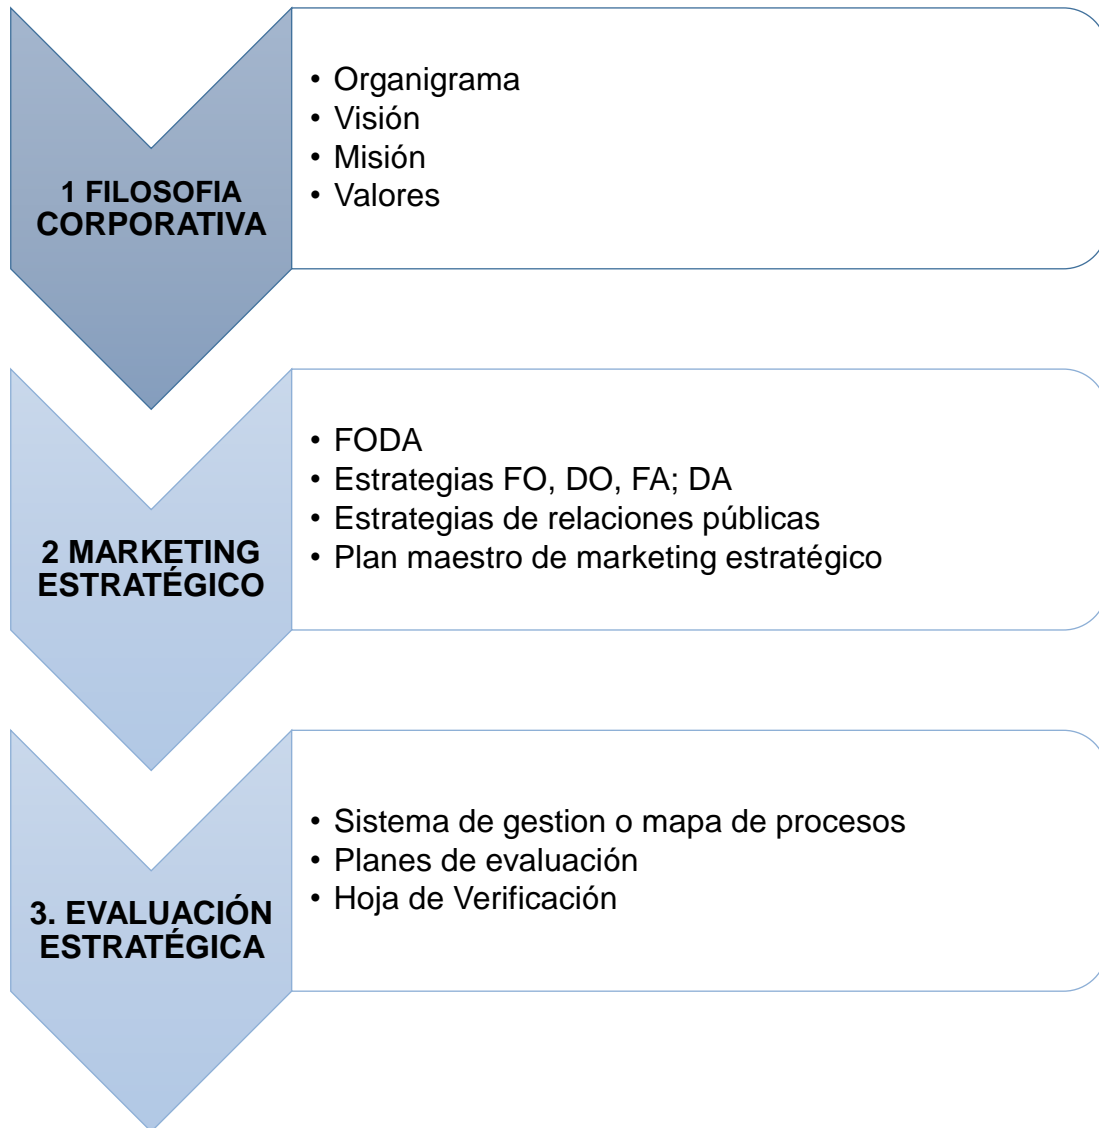 1 FILOSOFIA
CORPORATIVA
• Organigrama
• Visión
• Misión
• Valores
2 MARKETING
ESTRATÉGICO
• FODA
• Estrategias FO, DO, FA; DA
• Estrategias de relaciones públicas
• Plan maestro de marketing estratégico
3. EVALUACIÓN
ESTRATÉGICA
• Sistema de gestion o mapa de procesos
• Planes de evaluación
• Hoja de Verificación